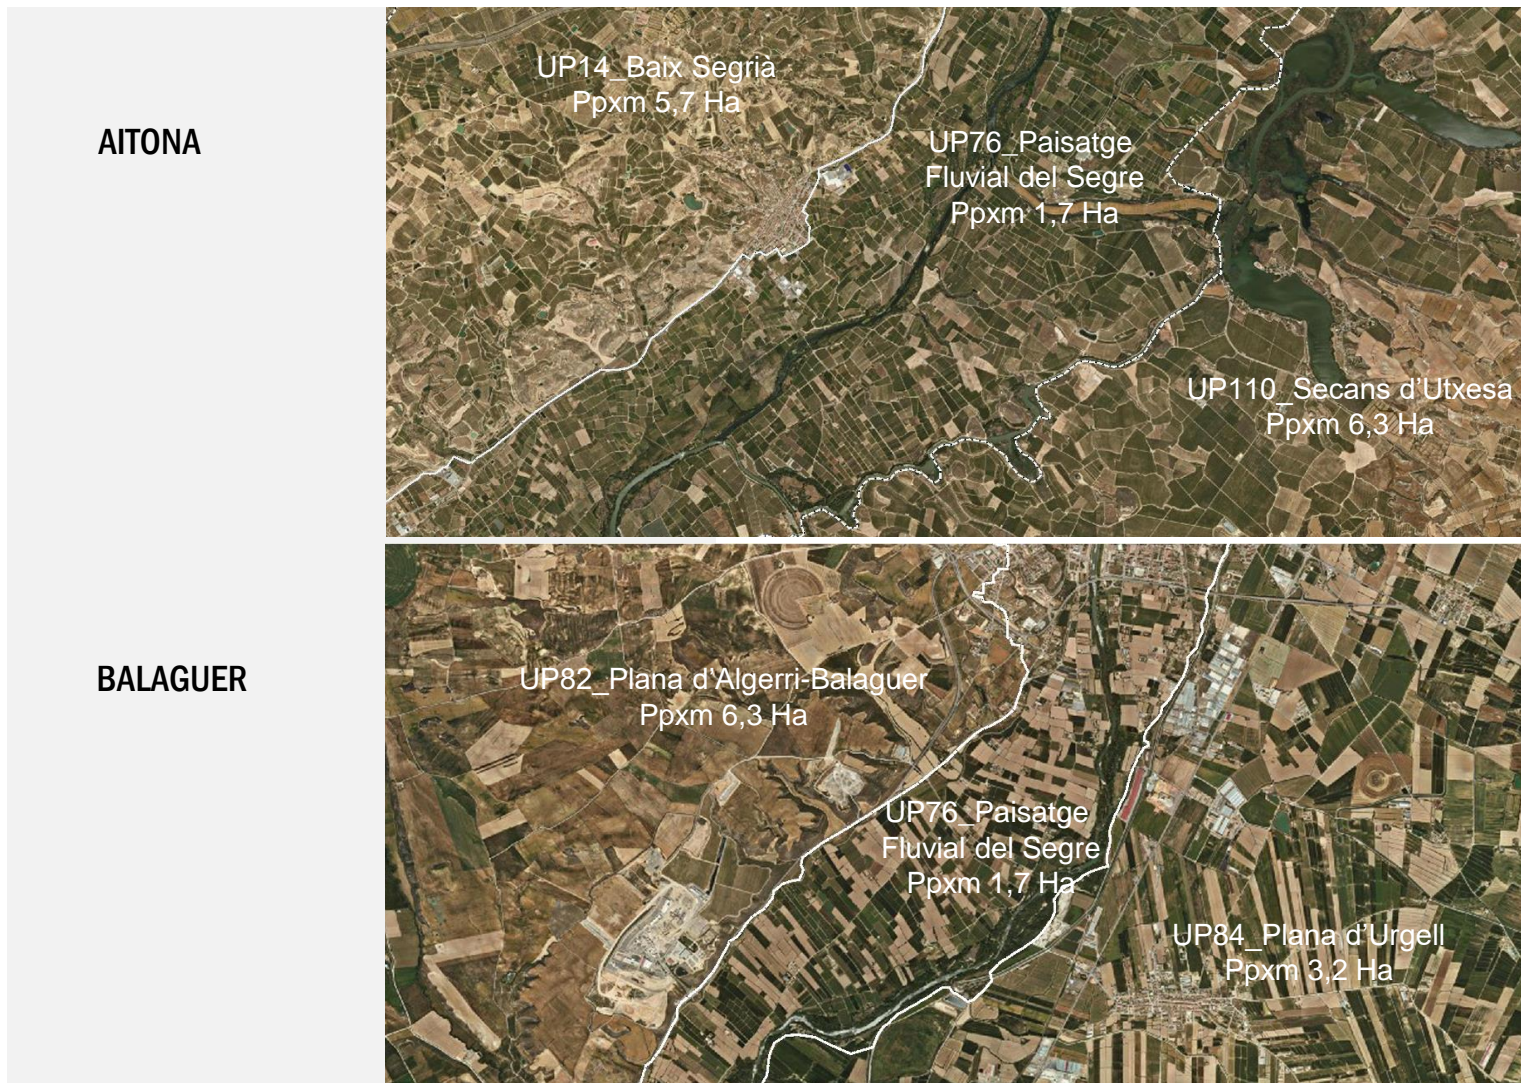 AITONA
UP14_Baix Segrià
Ppxm 5,7 Ha
UP76_Paisatge
Fluvial del Segre
Ppxm 1,7 Ha
UP110_Secans d'Utxesa
Ppxm 6,3 Ha
BALAGUER
UP82_Plana d'Algerri-Balaguer
Ppxm 6,3 Ha
UP76_Paisatge
Fluvial del Segre
Ppxm 1,7 Ha
UP84_Plana d'Urgell
Ppxm 3,2 Ha